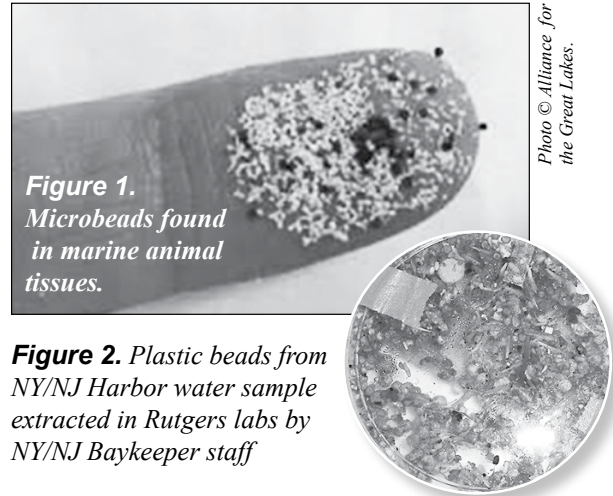 Photo © Alliance for
the Great Lakes.
Figure 1.
Microbeads found
in marine animal
tissues.
Figure 2. Plastic beads from
NY/NJ Harbor water sample
extracted in Rutgers labs by
NY/NJ Baykeeper staff